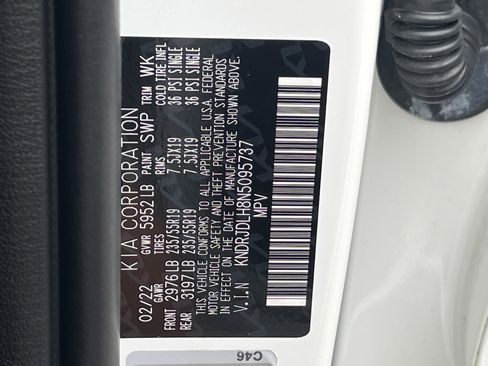 KIA CORPORATION
02/22 GVWR 5952 LB PAINT SWP TRIM WK
GAWR TIRES RIMS COLD TIRE INFL
FRONT 2976 LB 235/55R19 7.5JX19 36 PSI SINGLE
REAR 3197 LB 235/55R19 7.5JX19 36 PSI SINGLE
THIS VEHICLE CONFORMS TO ALL APPLICABLE U.S.A. FEDERAL
MOTOR VEHICLE SAFETY AND THEFT PREVENTION STANDARDS
IN EFFECT ON THE DATE OF MANUFACTURE SHOWN ABOVE.
V.I.N KNDRJDLH8N5095737
MPV
C46